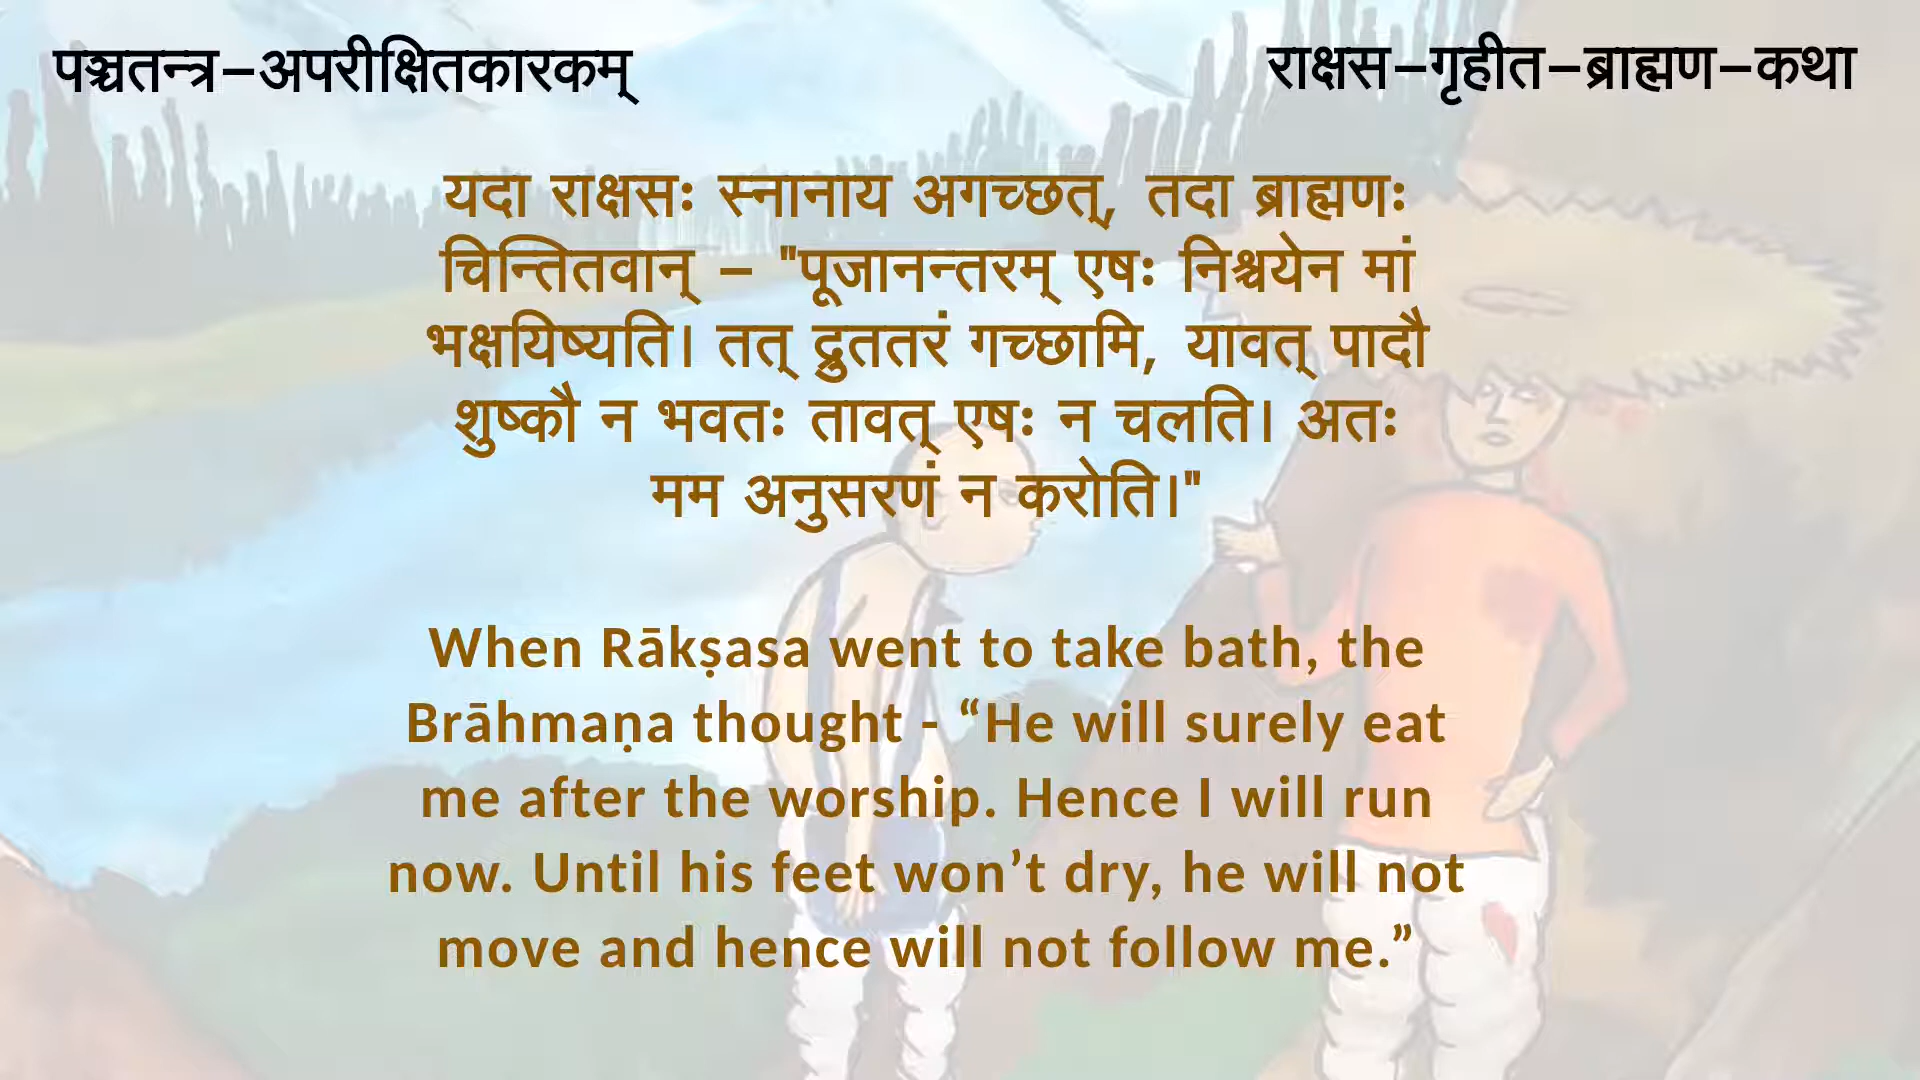 पञ्चतन्त्र–अपरीक्षितकारकम्
राक्षस–गृहीत–ब्राह्मण–कथा
यदा राक्षसः स्नानाय अगच्छत्, तदा ब्राह्मणः
चिन्तितवान् – "पूजानन्तरम् एषः निश्चयेन मां
भक्षयिष्यति। तत् द्रुततरं गच्छामि, यावत् पादौ
शुष्कौ न भवतः तावत् एषः न चलति। अतः
मम अनुसरणं न करोति।"
When Rākṣasa went to take bath, the
Brāhmaṇa thought - “He will surely eat
me after the worship. Hence I will run
now. Until his feet won’t dry, he will not
move and hence will not follow me.”